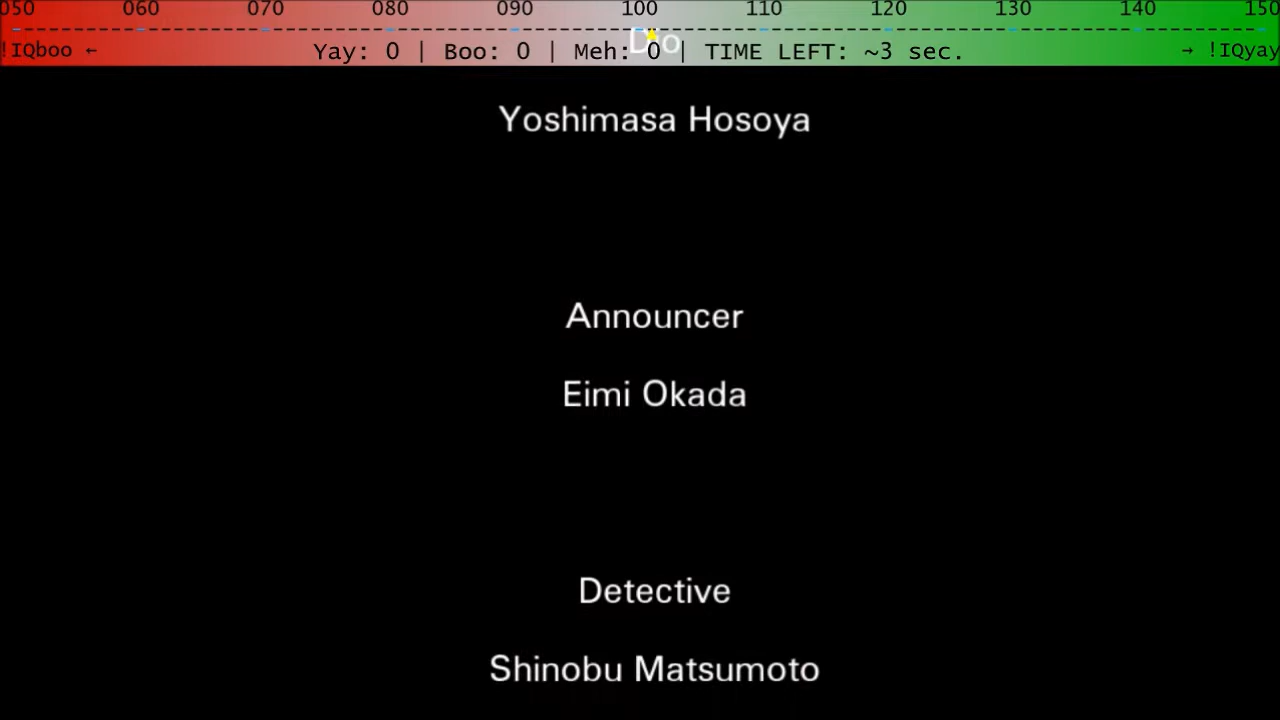 050 060 070 080 090 100 110 120 130 140 150
!IQboo ← Yay: 0 | Boo: 0 | Meh: 0 | TIME LEFT: ~3 sec. → !IQyay
Yoshimasa Hosoya
Announcer
Eimi Okada
Detective
Shinobu Matsumoto